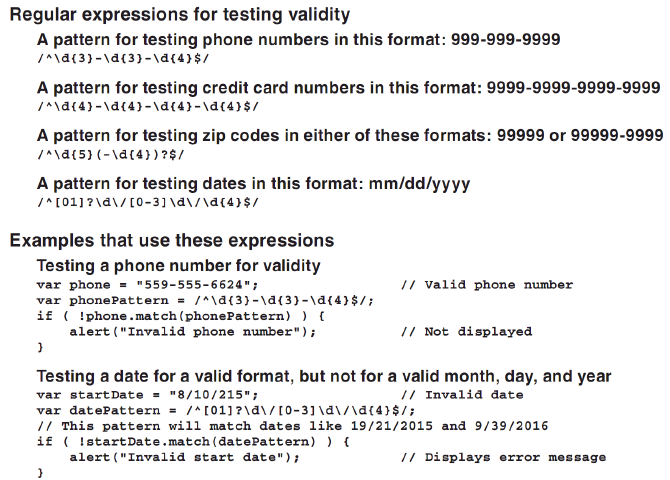 Regular expressions for testing validity
A pattern for testing phone numbers in this format: 999-999-9999
/^\d{3}-\d{3}-\d{4}$/
A pattern for testing credit card numbers in this format: 9999-9999-9999-9999
/^\d{4}-\d{4}-\d{4}-\d{4}$/
A pattern for testing zip codes in either of these formats: 99999 or 99999-9999
/^\d{5}(-\d{4})?$/
A pattern for testing dates in this format: mm/dd/yyyy
/^[01]?\d\/[0-3]\d\/\d{4}$/
Examples that use these expressions
Testing a phone number for validity
var phone = "559-555-6624"; // Valid phone number
var phonePattern = /^\d{3}-\d{3}-\d{4}$/;
if ( !phone.match(phonePattern) ) {
alert("Invalid phone number"); // Not displayed
}
Testing a date for a valid format, but not for a valid month, day, and year
var startDate = "8/10/215"; // Invalid date
var datePattern = /^[01]?\d\/[0-3]\d\/\d{4}$/;
// This pattern will match dates like 19/21/2015 and 9/39/2016
if ( !startDate.match(datePattern) ) {
alert("Invalid start date"); // Displays error message
}